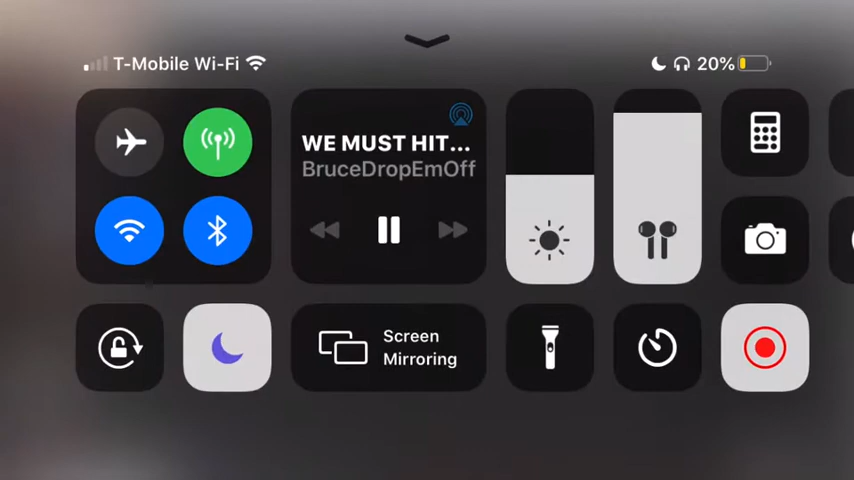 T-Mobile Wi-Fi
20%
WE MUST HIT...
BruceDropEmOff
Screen
Mirroring